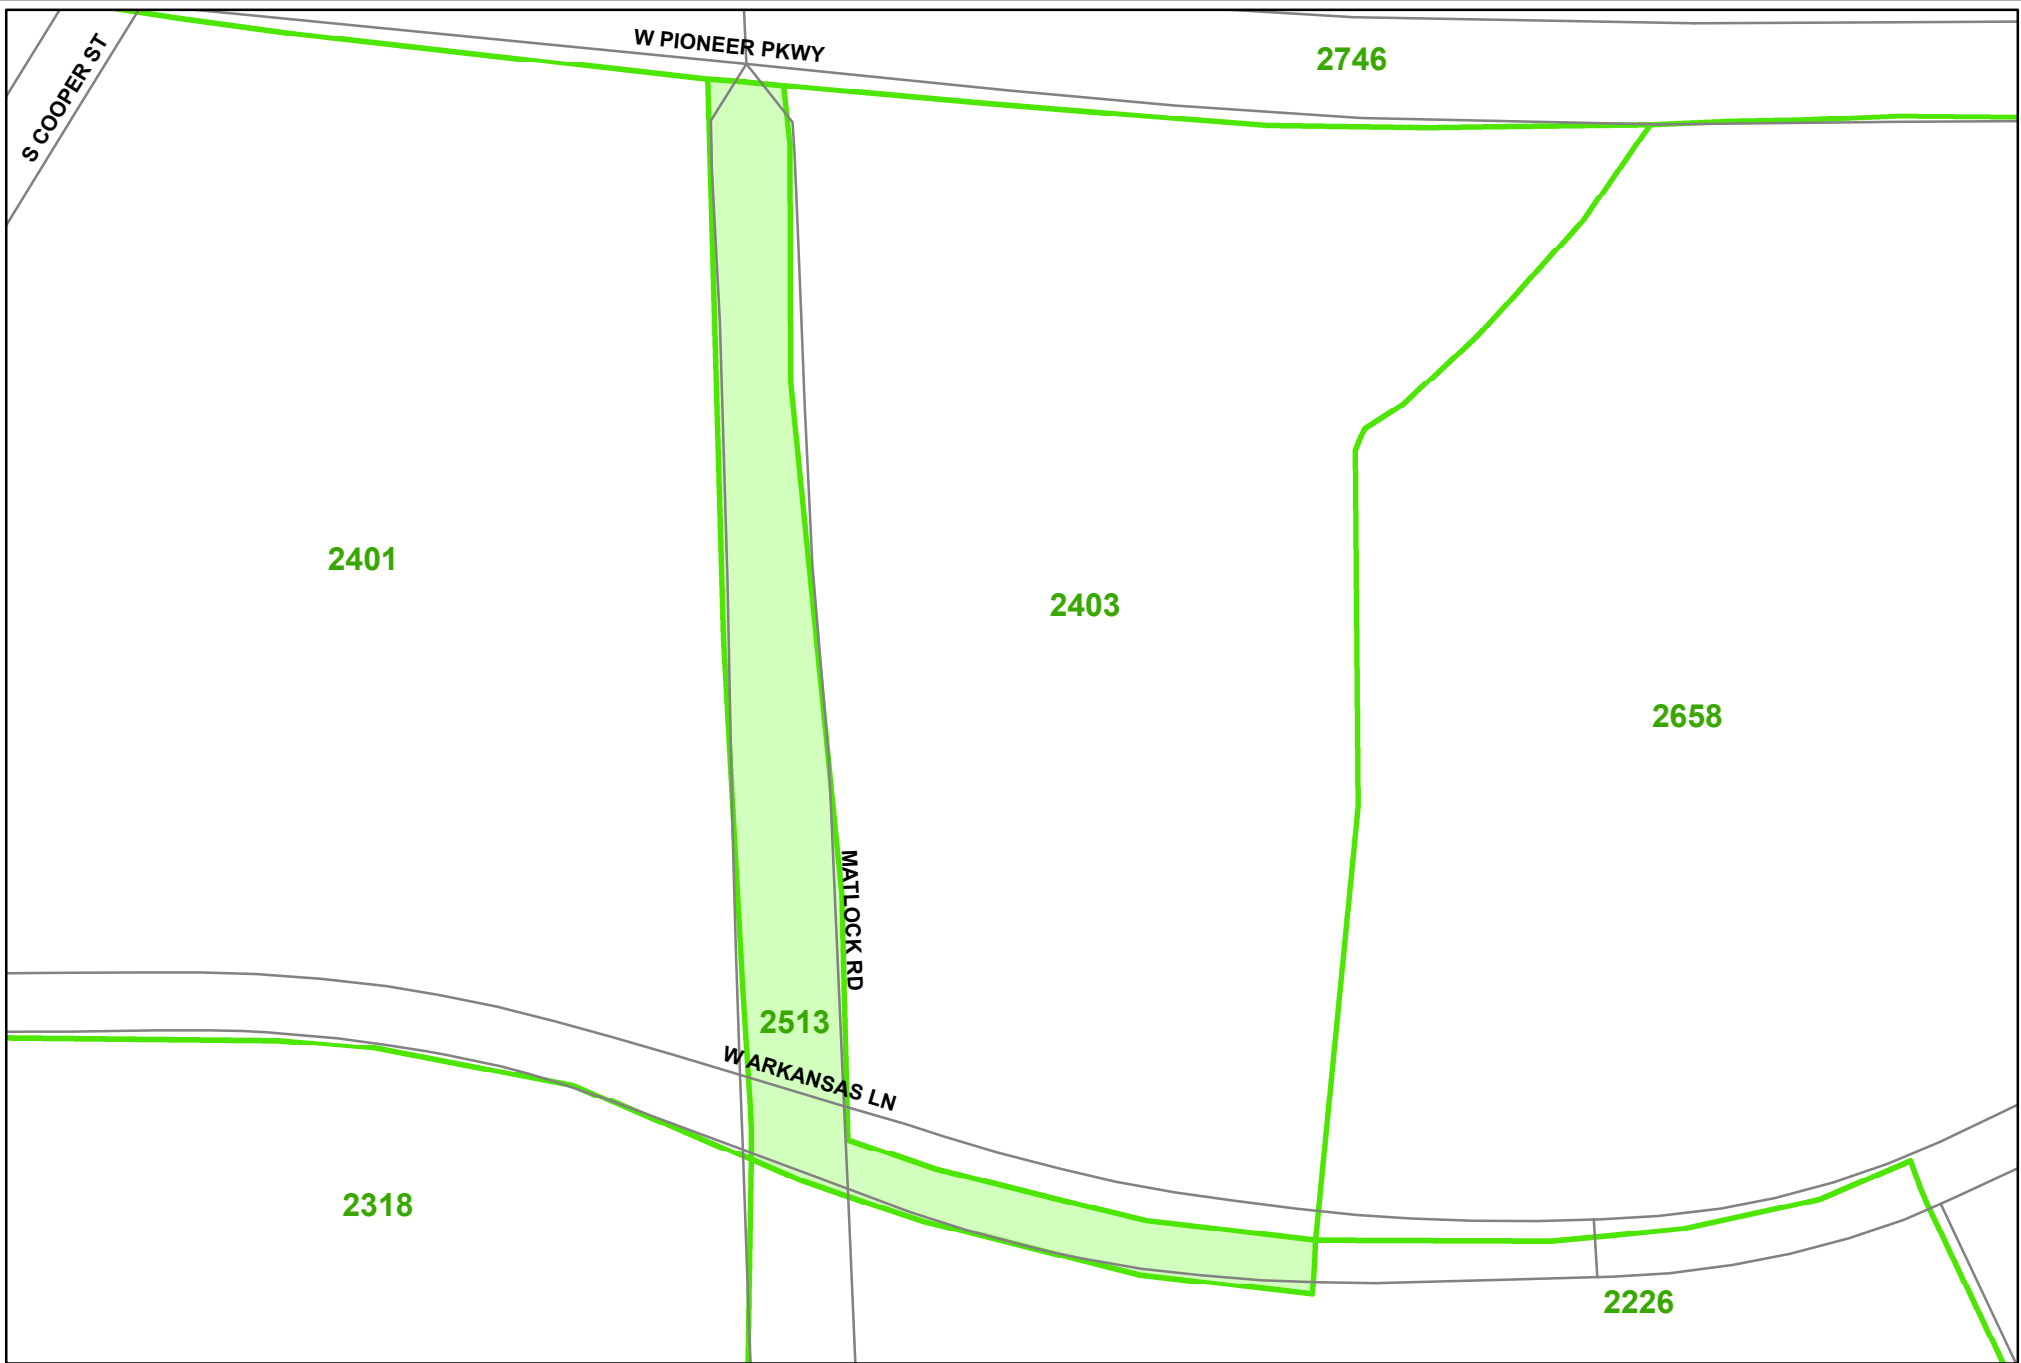 W PIONEER PKWY
2746
S COOPER ST
2401
2403
2658
MATLOCK RD
2513
W ARKANSAS LN
2318
2226